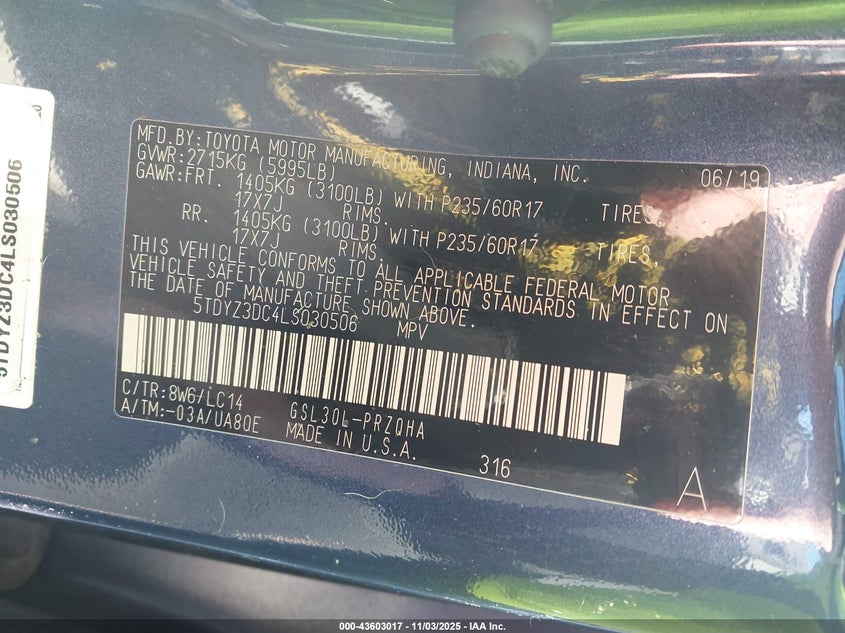 5TDYZ3DC4LS030506
MFD.BY:TOYOTA MOTOR MANUFACTURING, INDIANA, INC. 06/19
GVWR:2715KG (5995LB)
GAWR:FRT. 1405KG (3100LB) WITH P235/60R17 TIRES,
17X7J RIMS.
RR. 1405KG (3100LB) WITH P235/60R17 TIRES,
17X7J RIMS.
THIS VEHICLE CONFORMS TO ALL APPLICABLE FEDERAL MOTOR
VEHICLE SAFETY AND THEFT PREVENTION STANDARDS IN EFFECT ON
THE DATE OF MANUFACTURE SHOWN ABOVE.
5TDYZ3DC4LS030506 MPV
C/TR:8W6/LC14 GSL30L-PRZQHA
A/TM:-03A/UA80E MADE IN U.S.A.
316
A
000-43603017 - 11/03/2025 - IAA Inc.